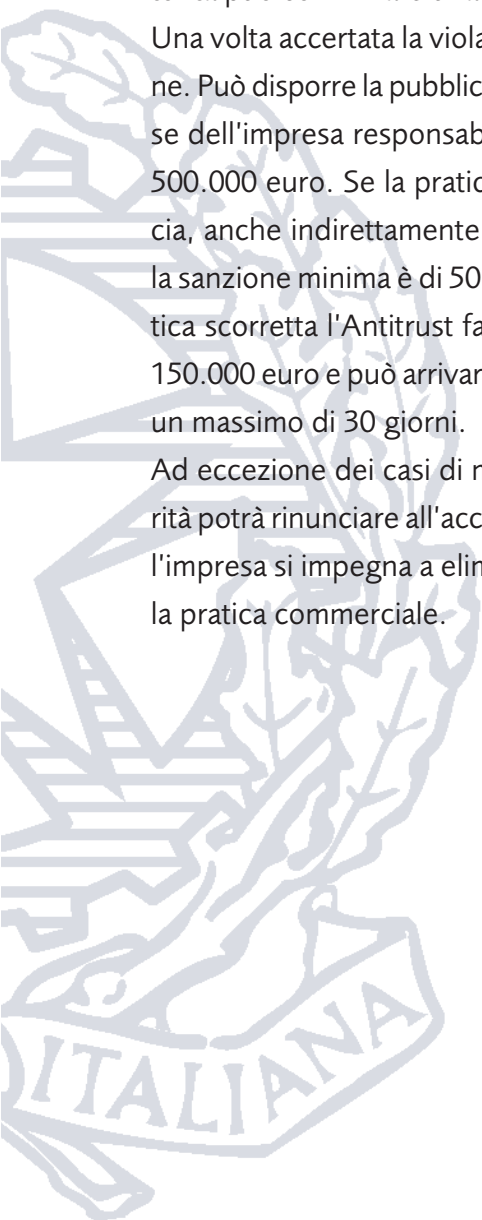 Una volta accertata la viola
ne. Può disporre la pubblic
se dell'impresa responsab
500.000 euro. Se la pratic
cia, anche indirettamente
la sanzione minima è di 50
tica scorretta l'Antitrust fa
150.000 euro e può arrivar
un massimo di 30 giorni.
Ad eccezione dei casi di
rità potrà rinunciare all'acc
l'impresa si impegna a elin
la pratica commerciale.
ITALIANA